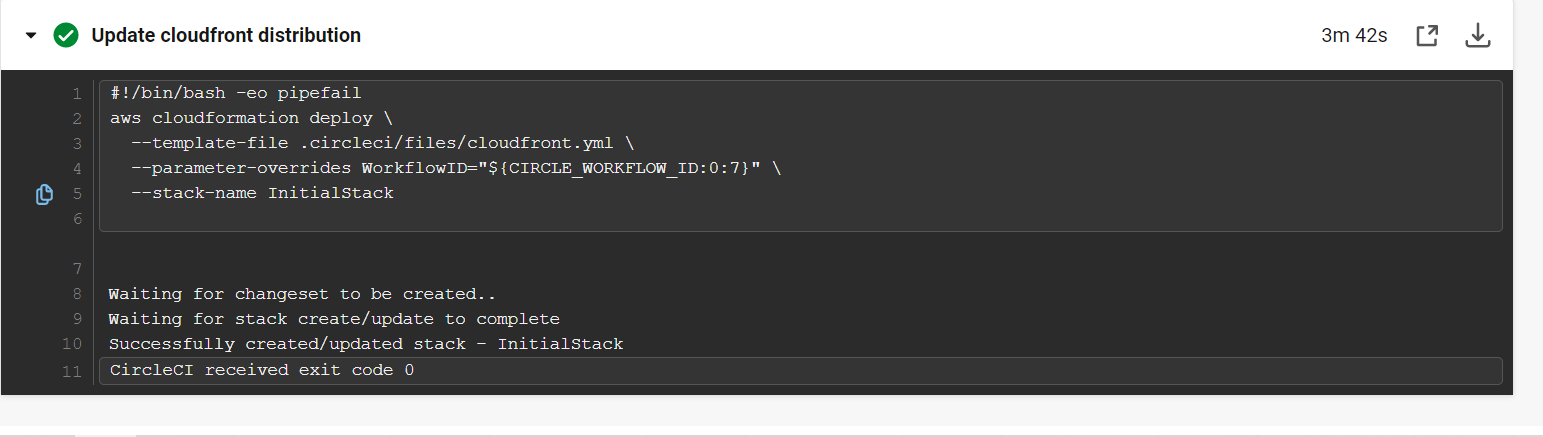 Update cloudfront distribution 3m 42s
1 #!/bin/bash -eo pipefail
2 aws cloudformation deploy \
3   --template-file .circleci/files/cloudfront.yml \
4   --parameter-overrides WorkflowID="${CIRCLE_WORKFLOW_ID:0:7}" \
5   --stack-name InitialStack
6
7
8 Waiting for changeset to be created..
9 Waiting for stack create/update to complete
10 Successfully created/updated stack - InitialStack
11 CircleCI received exit code 0